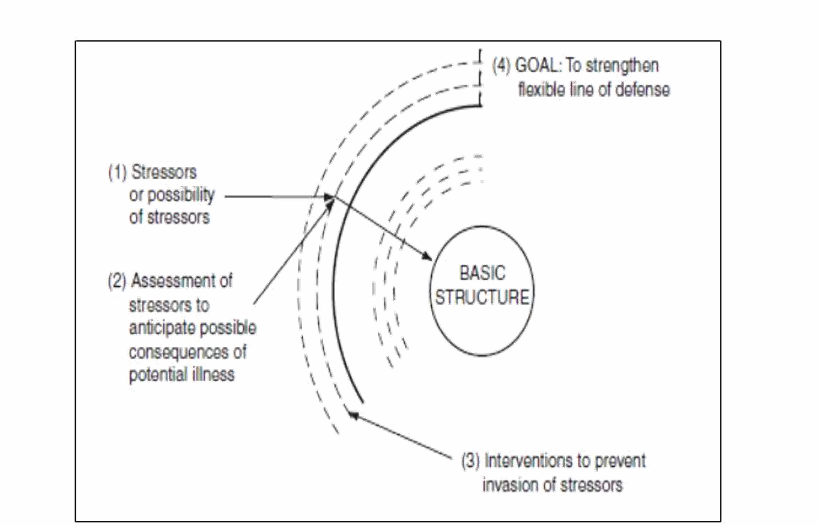 (4) GOAL: To strengthen
flexible line of defense
(1) Stressors
or possibility
of stressors
BASIC
STRUCTURE
(2) Assessment of
stressors to
anticipate possible
consequences of
potential illness
(3) Interventions to prevent
invasion of stressors